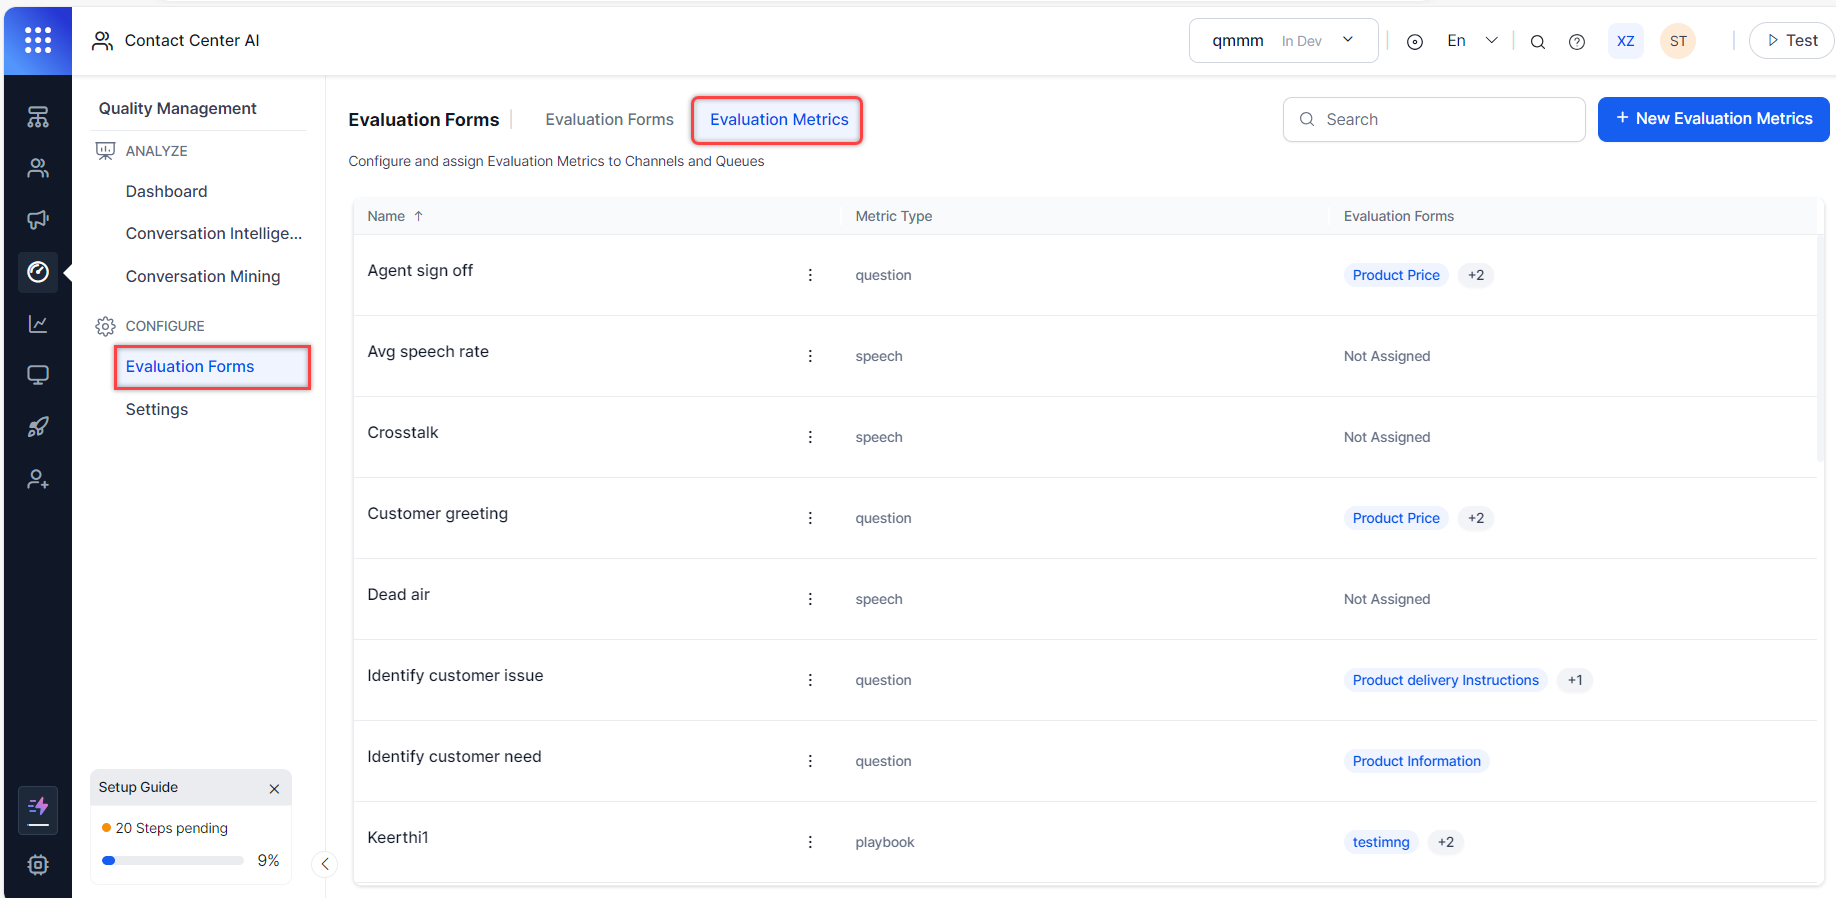 Contact Center AI
qmmm In Dev
En
XZ
ST
Test
Quality Management
ANALYZE
Dashboard
Conversation Intellige...
Conversation Mining
CONFIGURE
Evaluation Forms
Settings
Setup Guide
20 Steps pending
9%
Evaluation Forms
Evaluation Forms
Evaluation Metrics
Search
+ New Evaluation Metrics
Configure and assign Evaluation Metrics to Channels and Queues
Name ↑ Metric Type Evaluation Forms
Agent sign off question Product Price +2
Avg speech rate speech Not Assigned
Crosstalk speech Not Assigned
Customer greeting question Product Price +2
Dead air speech Not Assigned
Identify customer issue question Product delivery Instructions +1
Identify customer need question Product Information
Keerthi1 playbook testimng +2